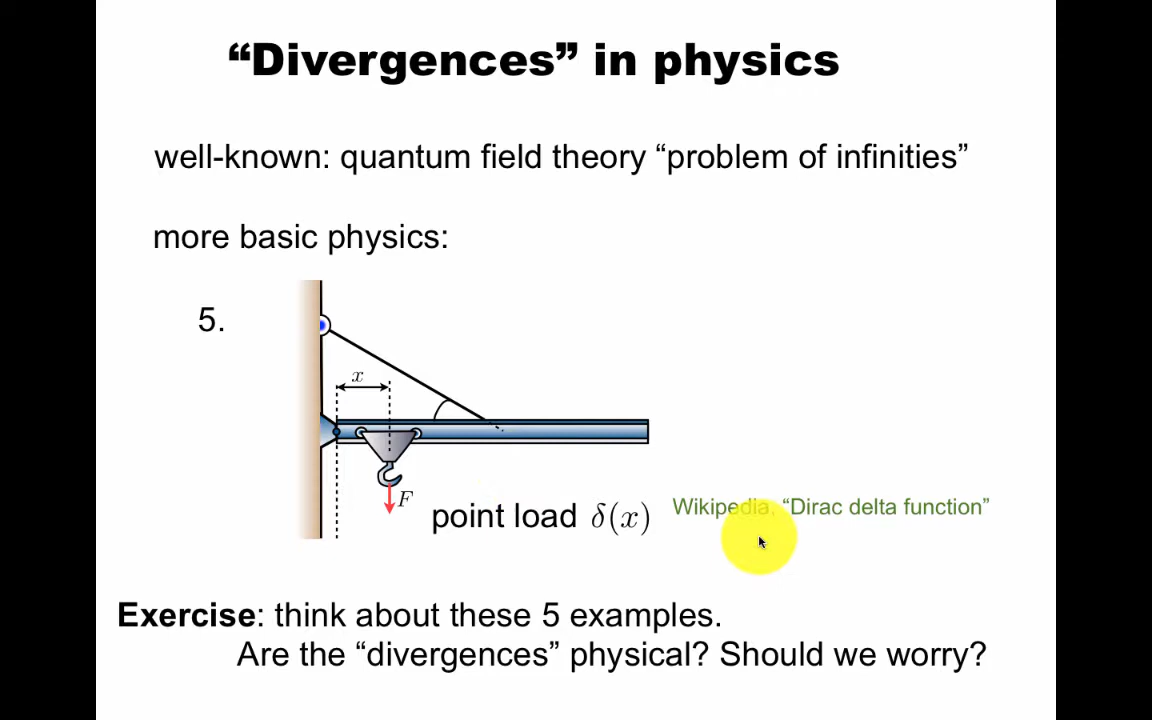 “Divergences” in physics
well-known: quantum field theory “problem of infinities”
more basic physics:
5.
x
F
point load δ(x)
Wikipedia, “Dirac delta function”
Exercise: think about these 5 examples.
Are the “divergences” physical? Should we worry?